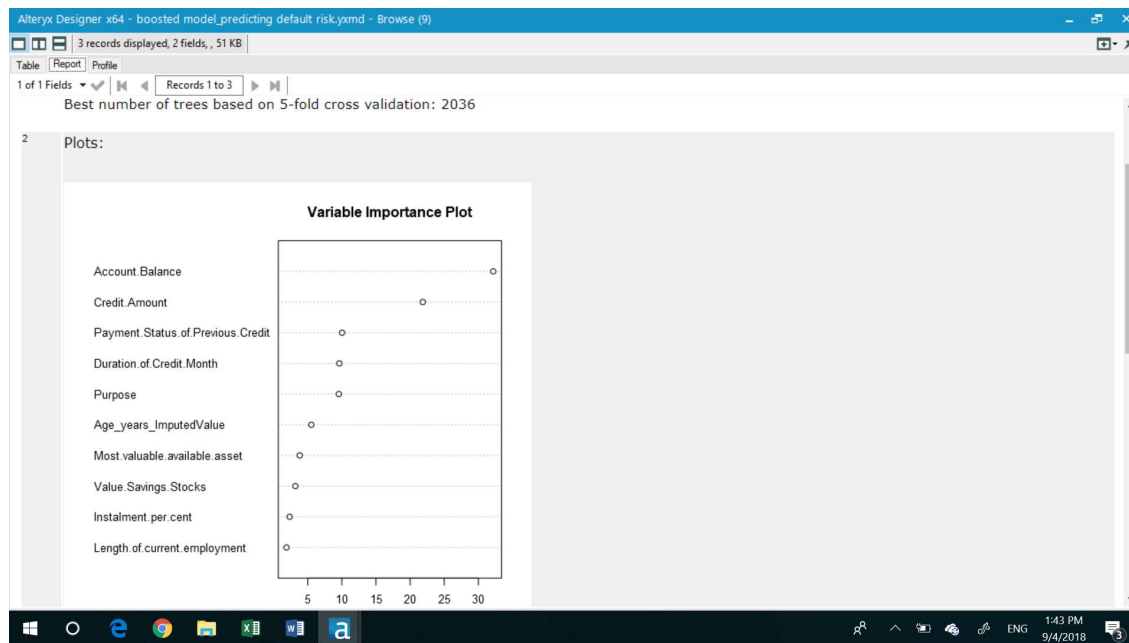 Alteryx Designer x64 - boosted model_predicting default risk.yxmd - Browse (9)
3 records displayed, 2 fields, , 51 KB
Table Report Profile
1 of 1 Fields Records 1 to 3
Best number of trees based on 5-fold cross validation: 2036
2 Plots:
Variable Importance Plot
Account.Balance
Credit.Amount
Payment.Status.of.Previous.Credit
Duration.of.Credit.Month
Purpose
Age_years_ImputedValue
Most.valuable.available.asset
Value.Savings.Stocks
Instalment.per.cent
Length.of.current.employment
5 10 15 20 25 30
ENG 1:43 PM
9/4/2018
3